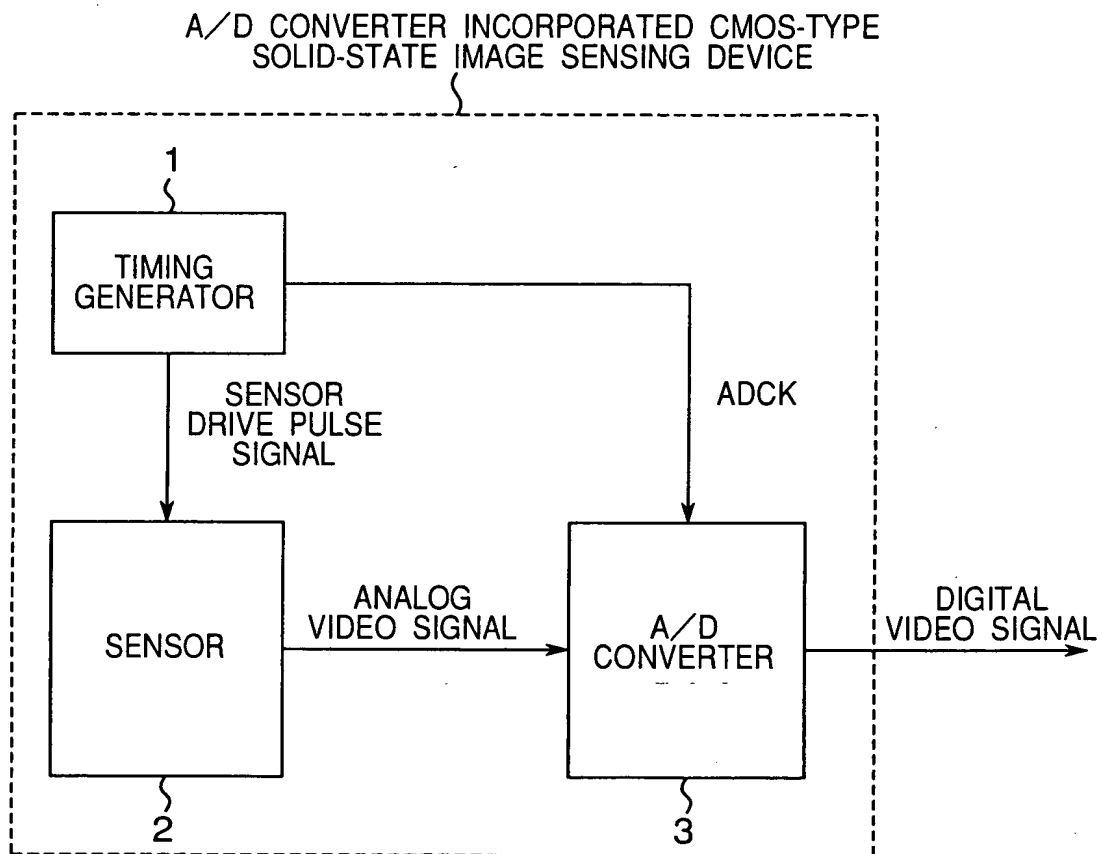 A/D CONVERTER INCORPORATED CMOS-TYPE
SOLID-STATE IMAGE SENSING DEVICE
1
TIMING
GENERATOR
SENSOR
DRIVE PULSE
SIGNAL
ADCK
SENSOR
ANALOG
VIDEO SIGNAL
A/D
CONVERTER
DIGITAL
VIDEO SIGNAL
2
3